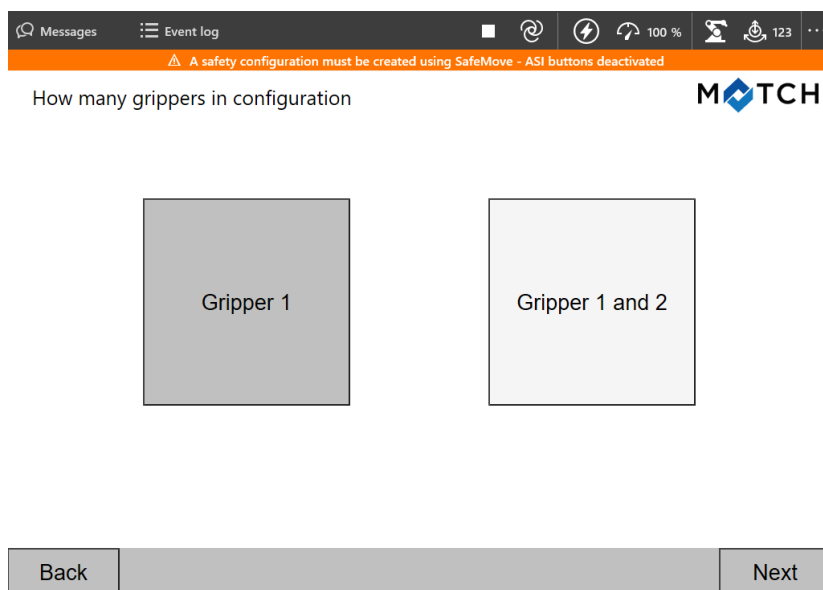 Messages
Event log
100 %
123
A safety configuration must be created using SafeMove - ASI buttons deactivated
How many grippers in configuration
MATCH
Gripper 1
Gripper 1 and 2
Back
Next